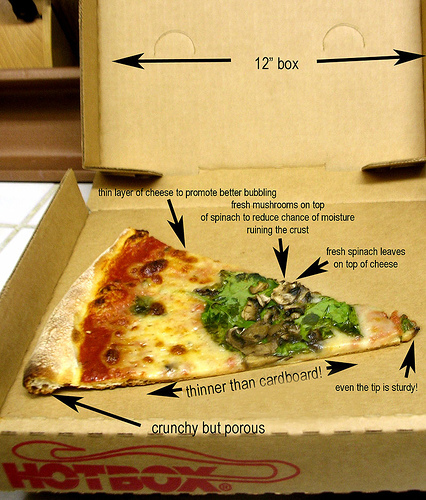 12" box
thin layer of cheese to promote better bubbling
fresh mushrooms on top
of spinach to reduce chance of moisture
ruining the crust
fresh spinach leaves
on top of cheese
thinner than cardboard!
even the tip is sturdy!
crunchy but porous
HOTBOX®